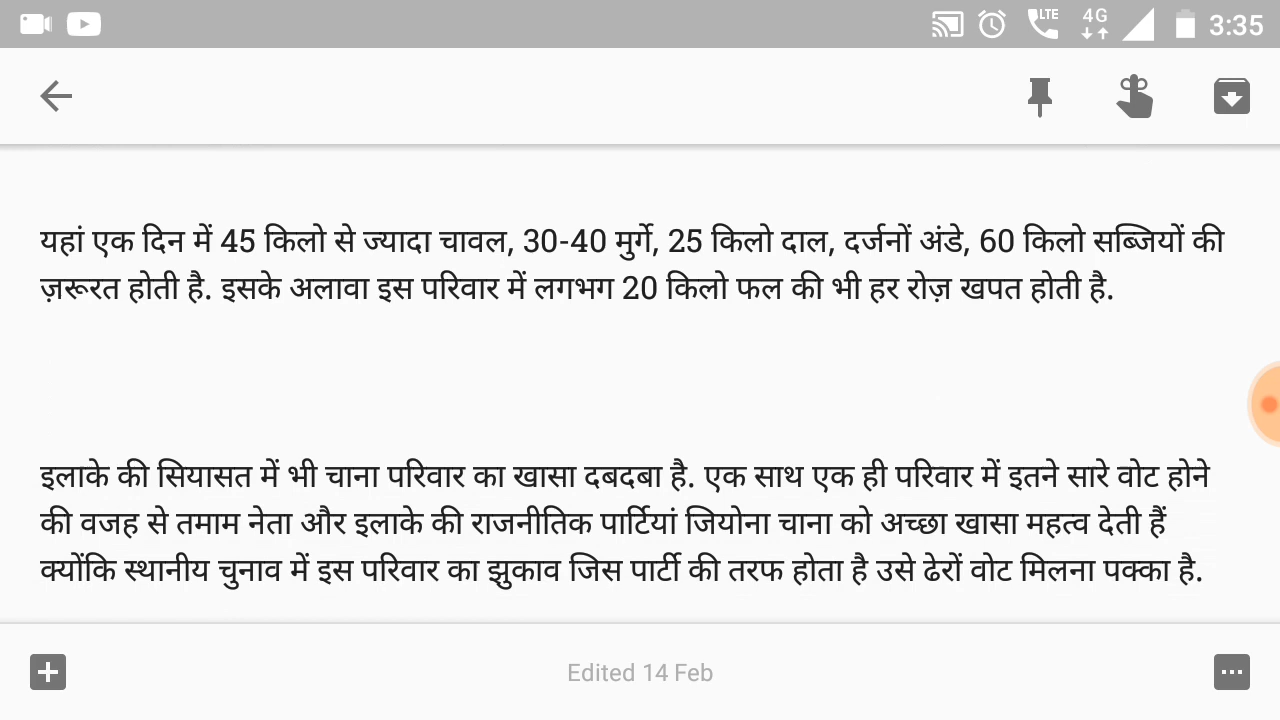 LTE
4G
3:35
यहां एक दिन में 45 किलो से ज्यादा चावल, 30-40 मुर्गे, 25 किलो दाल, दर्जनों अंडे, 60 किलो सब्जियों की
ज़रूरत होती है. इसके अलावा इस परिवार में लगभग 20 किलो फल की भी हर रोज़ खपत होती है.
इलाके की सियासत में भी चाना परिवार का खासा दबदबा है. एक साथ एक ही परिवार में इतने सारे वोट होने
की वजह से तमाम नेता और इलाके की राजनीतिक पार्टियां जियोना चाना को अच्छा खासा महत्व देती हैं
क्योंकि स्थानीय चुनाव में इस परिवार का झुकाव जिस पार्टी की तरफ होता है उसे ढेरों वोट मिलना पक्का है.
Edited 14 Feb